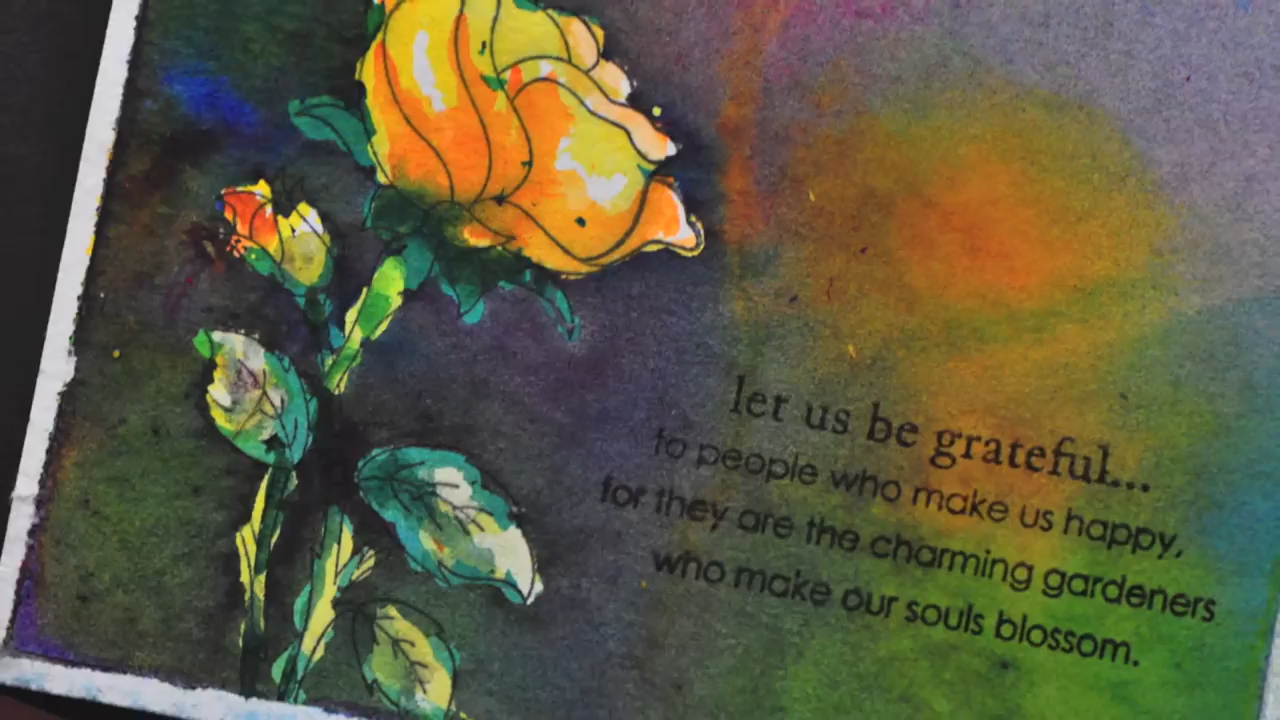 let us be grateful...
to people who make us happy,
for they are the charming gardeners
who make our souls blossom.